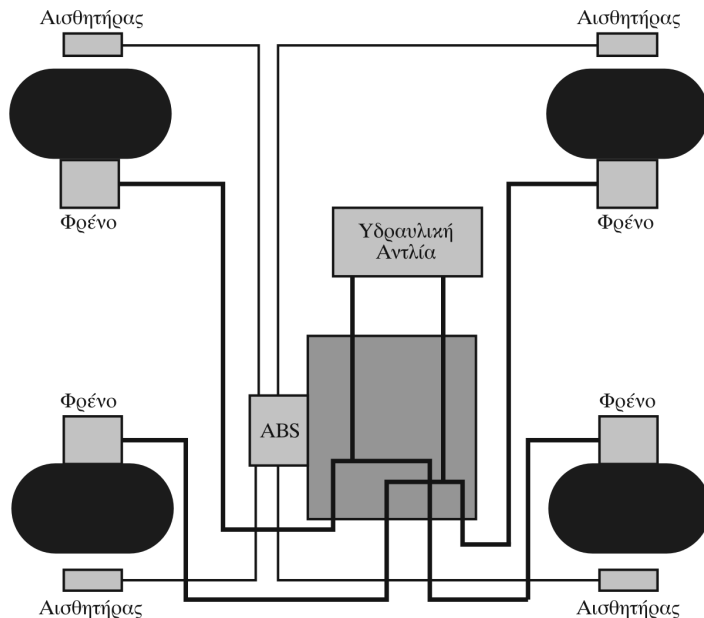 Αισθητήρας
Αισθητήρας
Φρένο
Φρένο
Υδραυλική
Αντλία
Φρένο
Φρένο
ABS
Αισθητήρας
Αισθητήρας